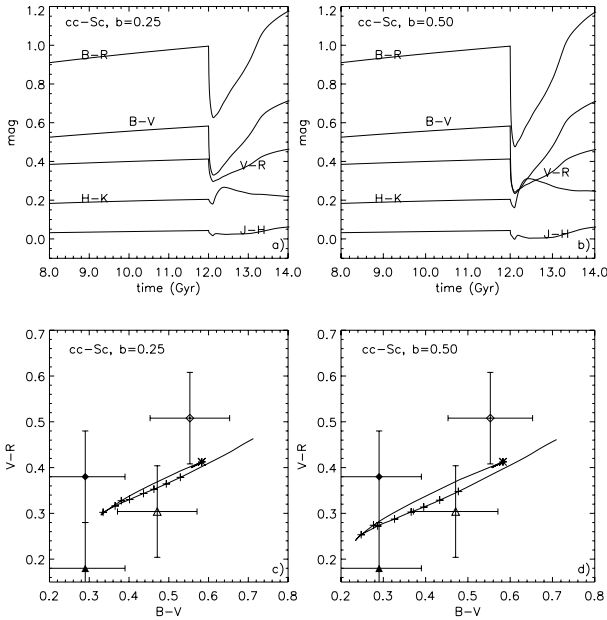 cc-Sc, b=0.25
cc-Sc, b=0.50
mag
1.2
1.0
0.8
0.6
0.4
0.2
0.0
B-R
B-V
V-R
H-K
J-H
a)
8.0 9.0 10.0 11.0 12.0 13.0 14.0
time (Gyr)
1.2
1.0
0.8
0.6
0.4
0.2
0.0
B-R
B-V
V-R
H-K
J-H
b)
8.0 9.0 10.0 11.0 12.0 13.0 14.0
time (Gyr)
cc-Sc, b=0.25
V-R
0.7
0.6
0.5
0.4
0.3
0.2
c)
0.2 0.3 0.4 0.5 0.6 0.7 0.8
B-V
cc-Sc, b=0.50
V-R
0.7
0.6
0.5
0.4
0.3
0.2
d)
0.2 0.3 0.4 0.5 0.6 0.7 0.8
B-V